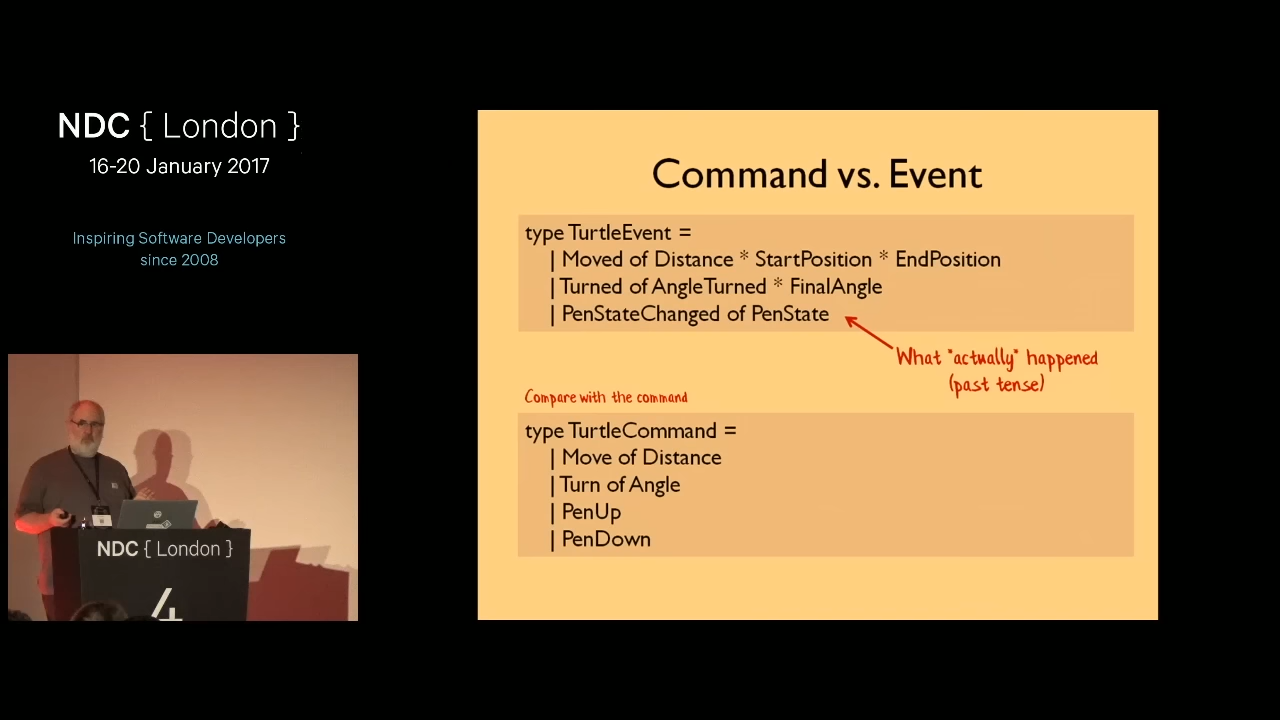 NDC { London }
16-20 January 2017
Inspiring Software Developers
since 2008
Command vs. Event
type TurtleEvent =
| Moved of Distance * StartPosition * EndPosition
| Turned of AngleTurned * FinalAngle
| PenStateChanged of PenState
What "actually" happened
(past tense)
Compare with the command
type TurtleCommand =
| Move of Distance
| Turn of Angle
| PenUp
| PenDown
NDC { London }
4